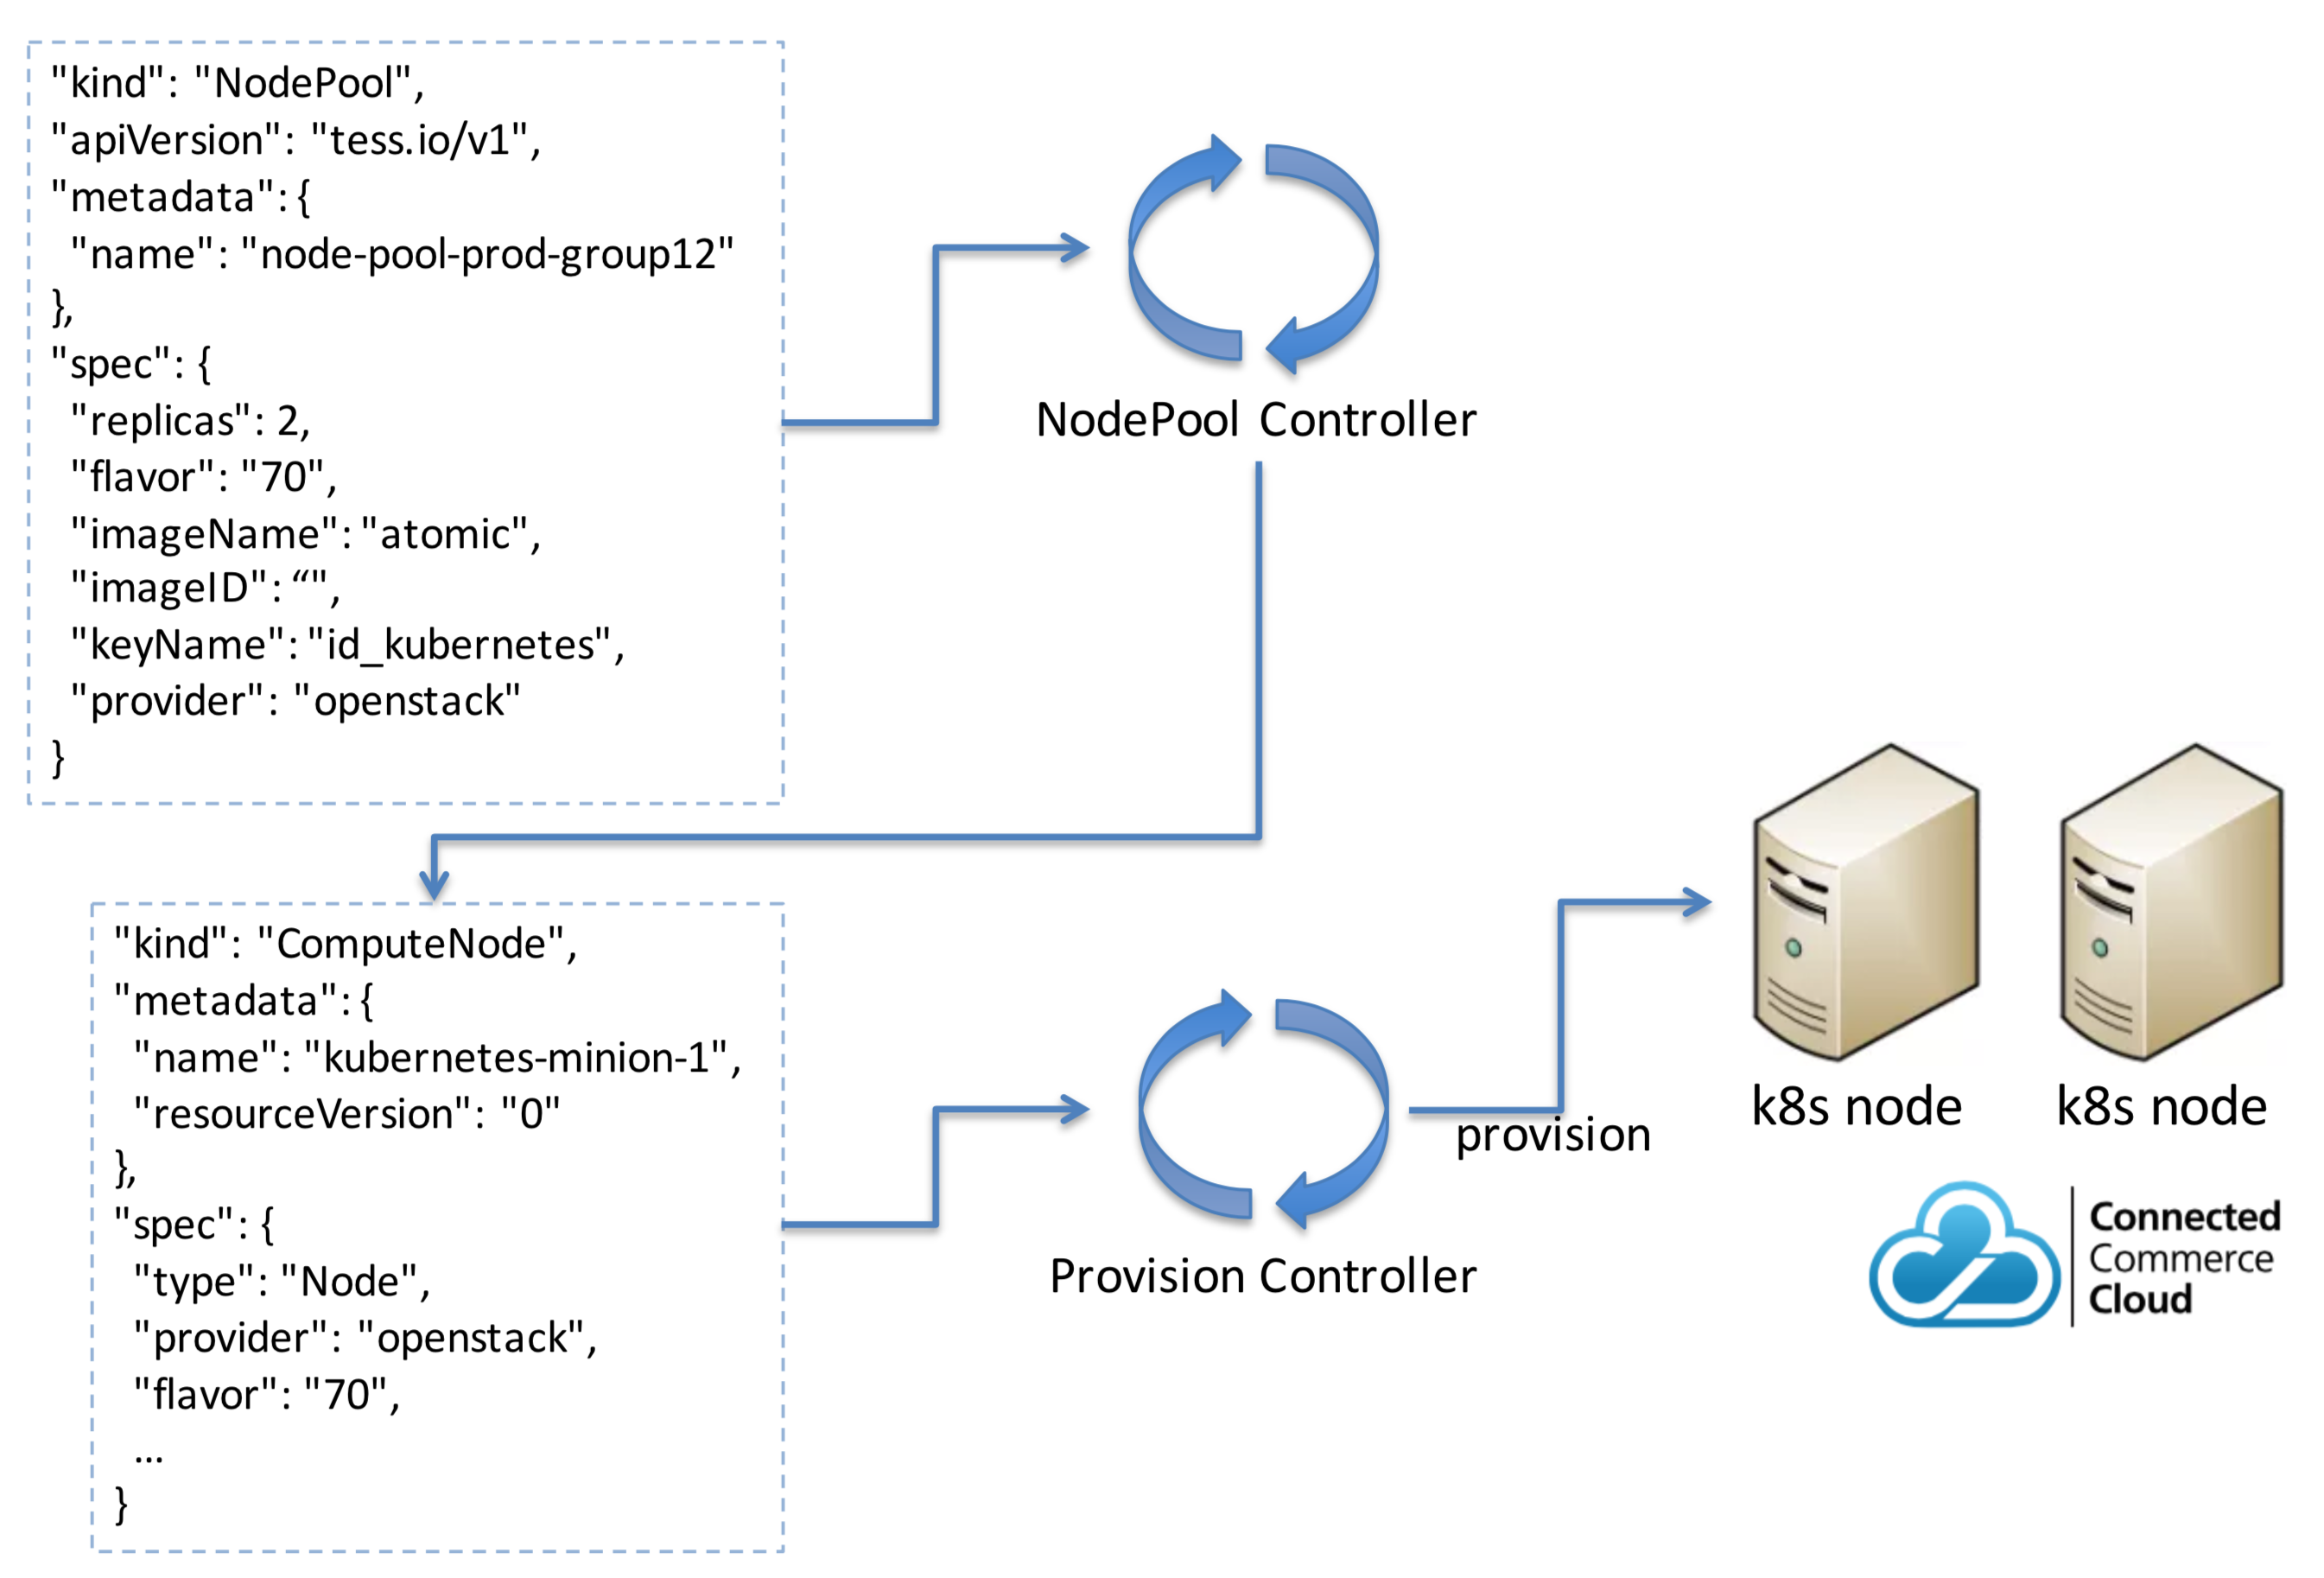 "kind": "NodePool",
"apiVersion": "tess.io/v1",
"metadata": {
"name": "node-pool-prod-group12"
},
"spec": {
"replicas": 2,
"flavor": "70",
"imageName": "atomic",
"imageID": “",
"keyName": "id_kubernetes",
"provider": "openstack"
}
NodePool Controller
"kind": "ComputeNode",
"metadata": {
"name": "kubernetes-minion-1",
"resourceVersion": "0"
},
"spec": {
"type": "Node",
"provider": "openstack",
"flavor": "70",
...
}
Provision Controller
provision
k8s node
k8s node
Connected
Commerce
Cloud